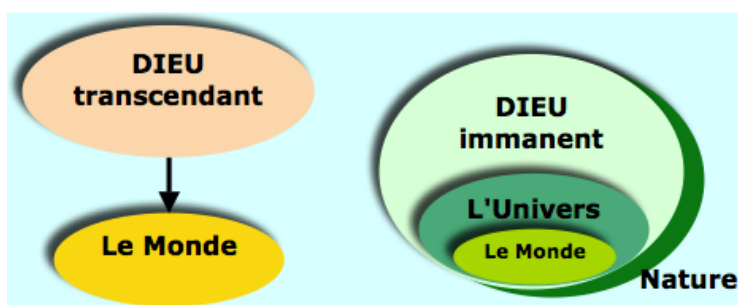 DIEU
transcendant
Le Monde
DIEU
immanent
L'Univers
Le Monde
Nature